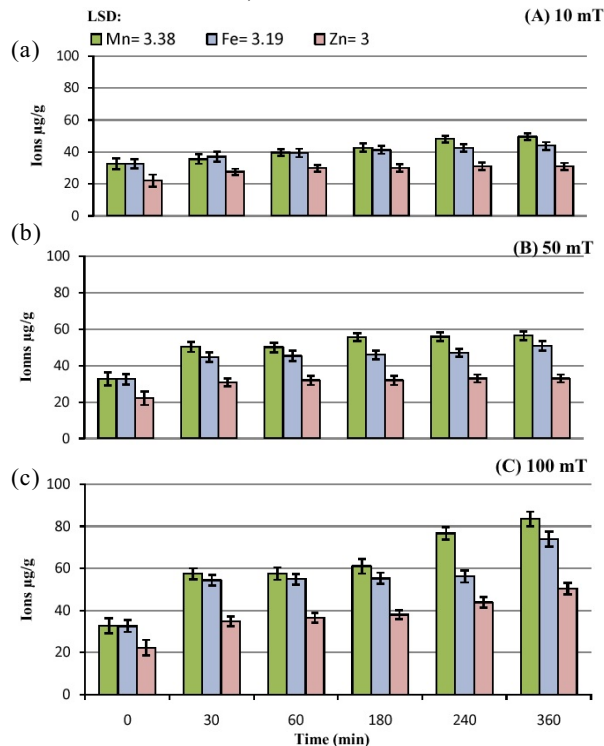 LSD:
(A) 10 mT
Mn= 3.38 Fe= 3.19 Zn= 3
(a)
100
80
60
40
20
0
Ions µg/g
(b)
(B) 50 mT
100
80
60
40
20
0
Ionns µg/g
(c)
(C) 100 mT
100
80
60
40
20
0
Ions µg/g
0 30 60 180 240 360
Time (min)